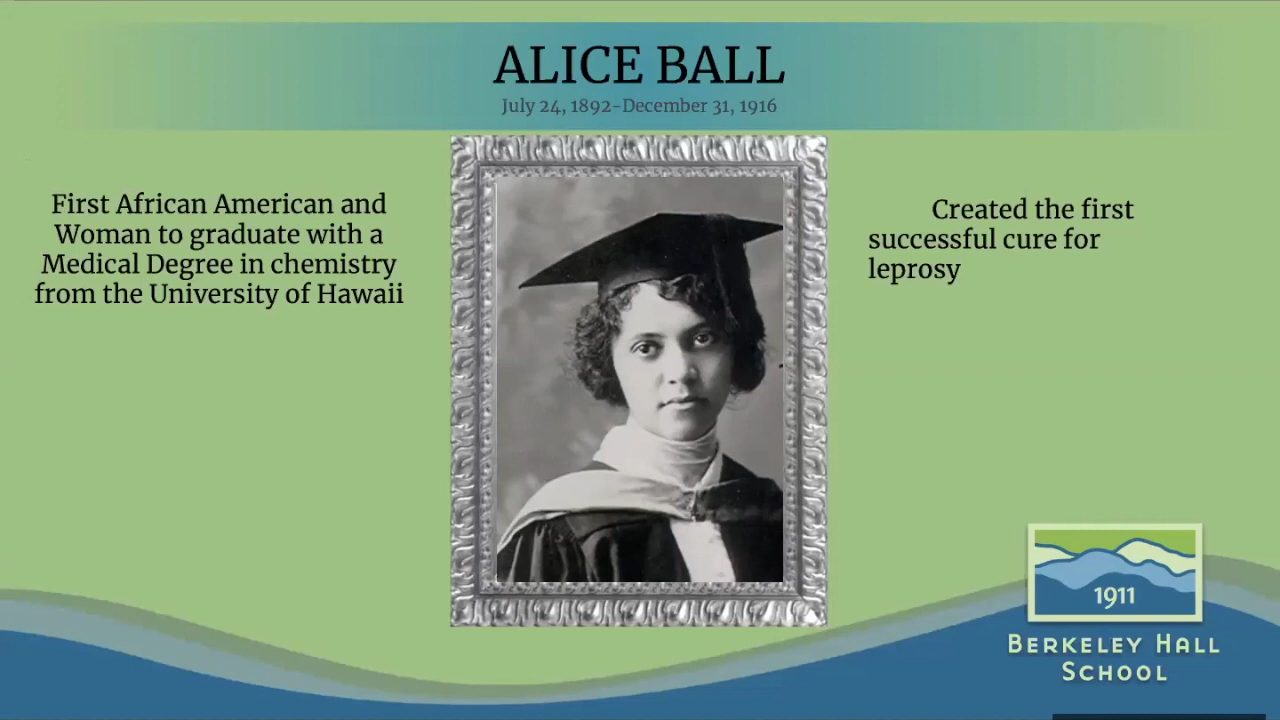 ALICE BALL
July 24, 1892-December 31, 1916
First African American and
Woman to graduate with a
Medical Degree in chemistry
from the University of Hawaii
Created the first
successful cure for
leprosy
1911
BERKELEY HALL
SCHOOL